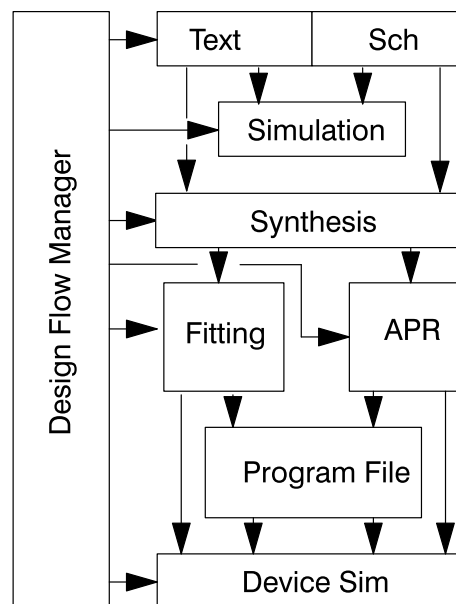 Design Flow Manager
Text
Sch
Simulation
Synthesis
Fitting
APR
Program File
Device Sim